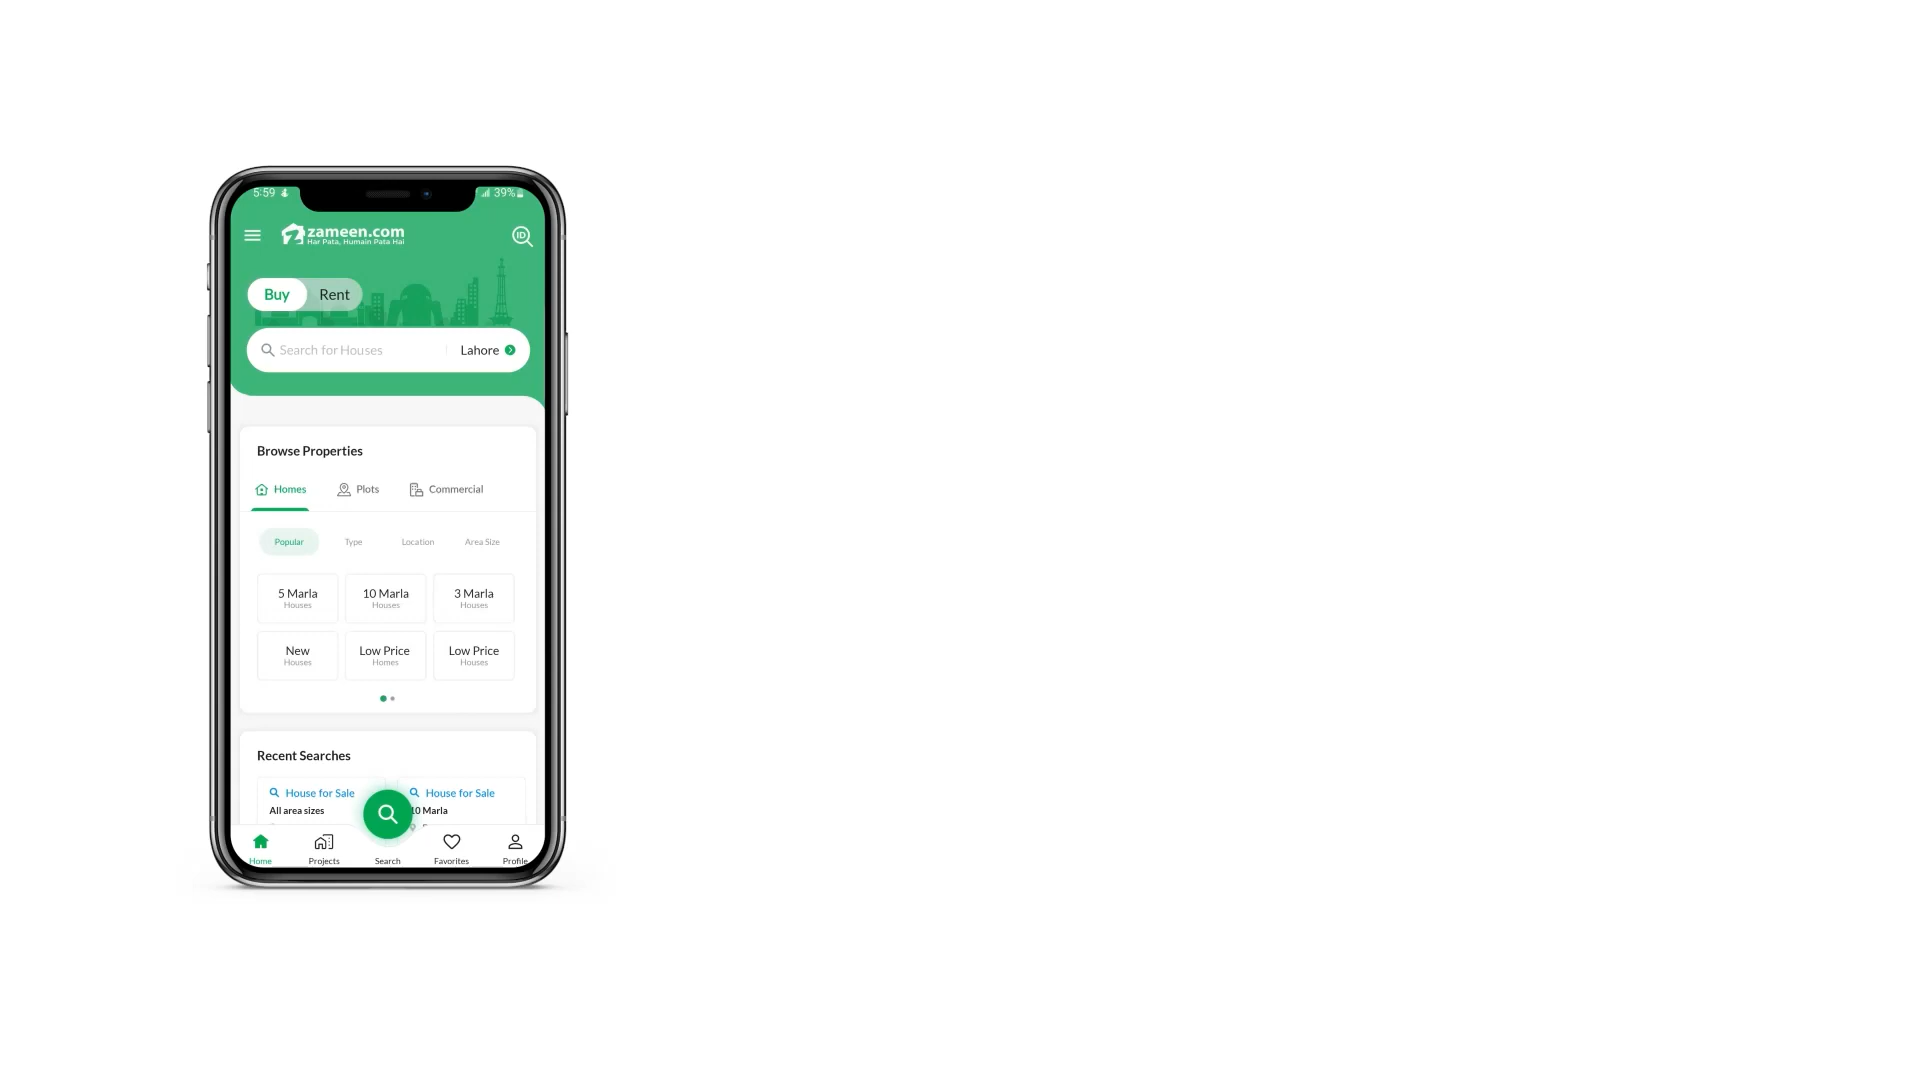 5:59
39%
zameen.com
Har Pata, Humain Pata Hai
ID
Buy Rent
Search for Houses Lahore
Browse Properties
Homes Plots Commercial
Popular Type Location Area Size
5 Marla 10 Marla 3 Marla
Houses Houses Houses
New Low Price Low Price
Houses Homes Houses
Recent Searches
House for Sale House for Sale
All area sizes 10 Marla
Home Projects Search Favorites Profile